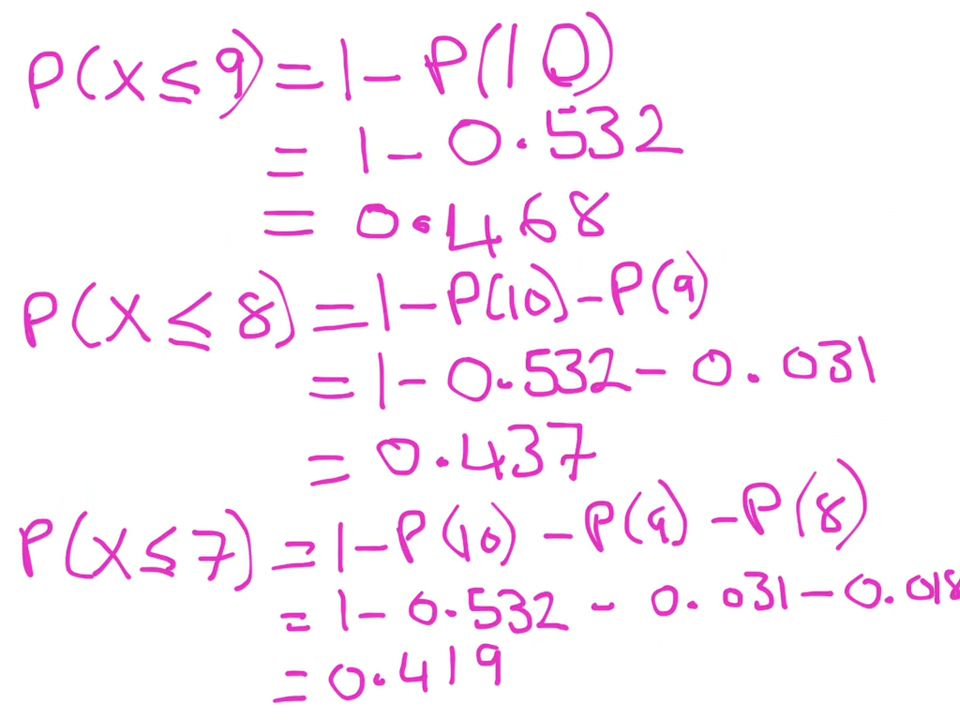 P(X≤9)=1-P(10)
=1-0.532
=0.468
P(X≤8)=1-P(10)-P(9)
=1-0.532-0.031
=0.437
P(X≤7)=1-P(10)-P(9)-P(8)
=1-0.532-0.031-0.018
=0.419